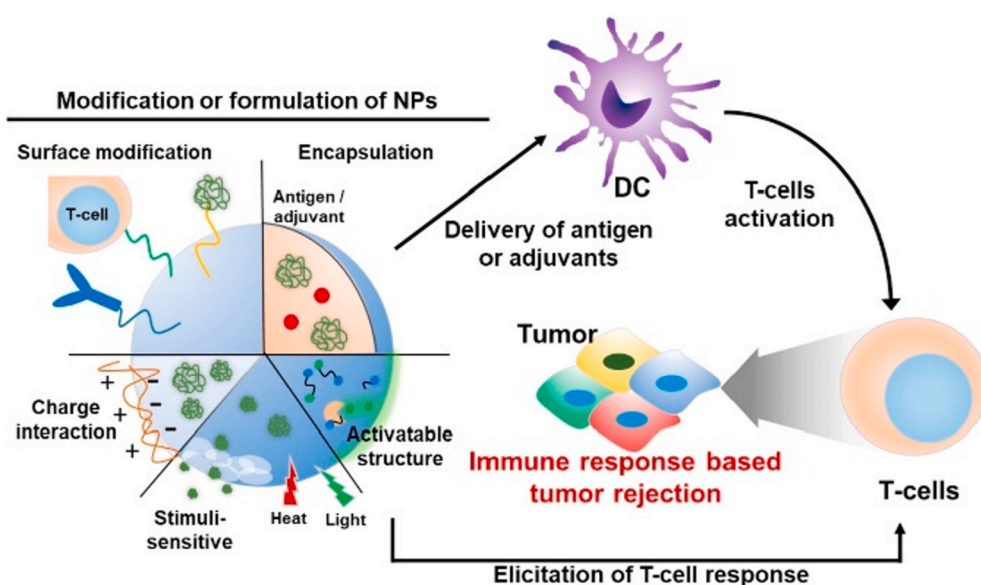 Modification or formulation of NPs
Surface modification
Encapsulation
T-cell
Antigen /
adjuvant
Charge
interaction
+
+
+
-
-
-
Stimuli-
sensitive
Heat
Light
Activatable
structure
DC
Delivery of antigen
or adjuvants
T-cells
activation
Tumor
Immune response based
tumor rejection
T-cells
Elicitation of T-cell response